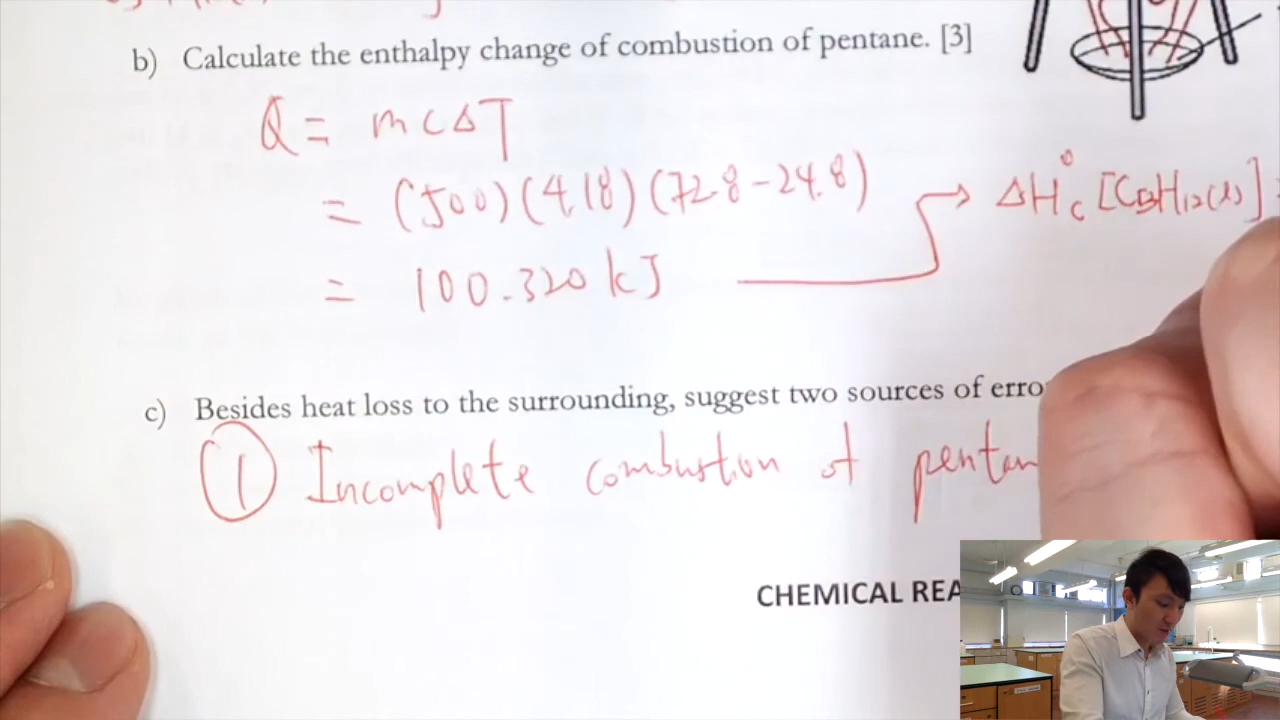 b) Calculate the enthalpy change of combustion of pentane. [3]
Q = mcΔT
= (500)(4.18)(72.8-24.8)
= 100.320 kJ
ΔH°c [C5H12(l)]
c) Besides heat loss to the surrounding, suggest two sources of erro
① Incomplete combustion of pentan
CHEMICAL REA